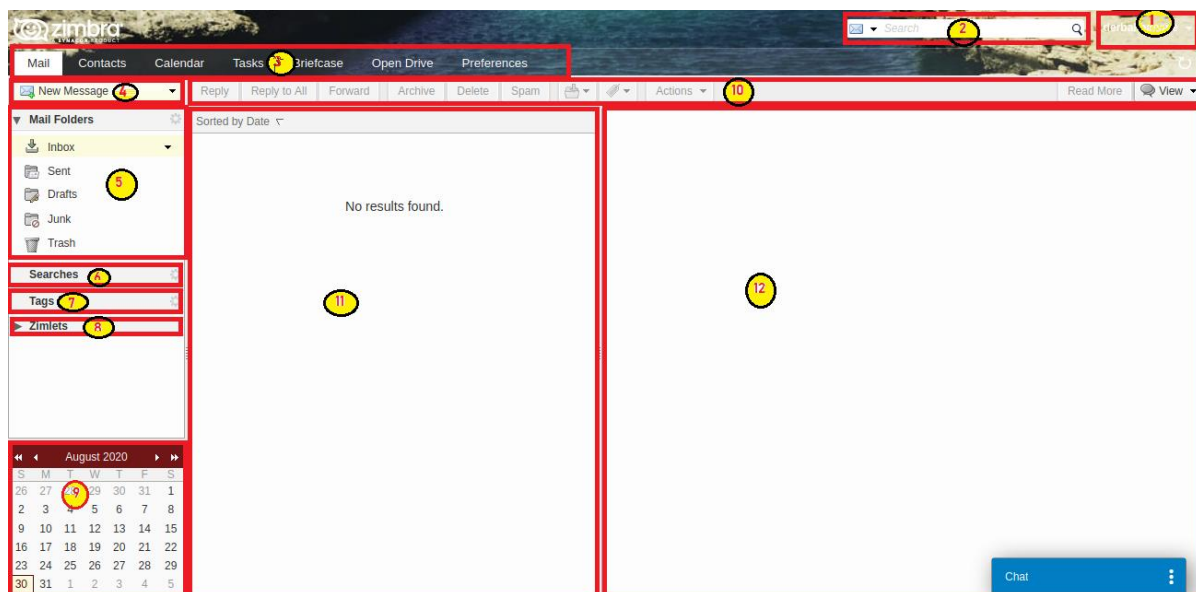 zimbra
A SYNACOR PRODUCT
Search 2
1
Mail Contacts Calendar Tasks 3 Briefcase Open Drive Preferences
New Message 4
Reply Reply to All Forward Archive Delete Spam Actions 10 Read More View
Mail Folders
Inbox
Sent
5
Drafts
Junk
Trash
Searches 6
Tags 7
Zimlets 8
Sorted by Date
No results found.
11
12
August 2020
S M T W T F S
26 27 28 29 30 31 1
9
2 3 4 5 6 7 8
9 10 11 12 13 14 15
16 17 18 19 20 21 22
23 24 25 26 27 28 29
30 31 1 2 3 4 5
Chat